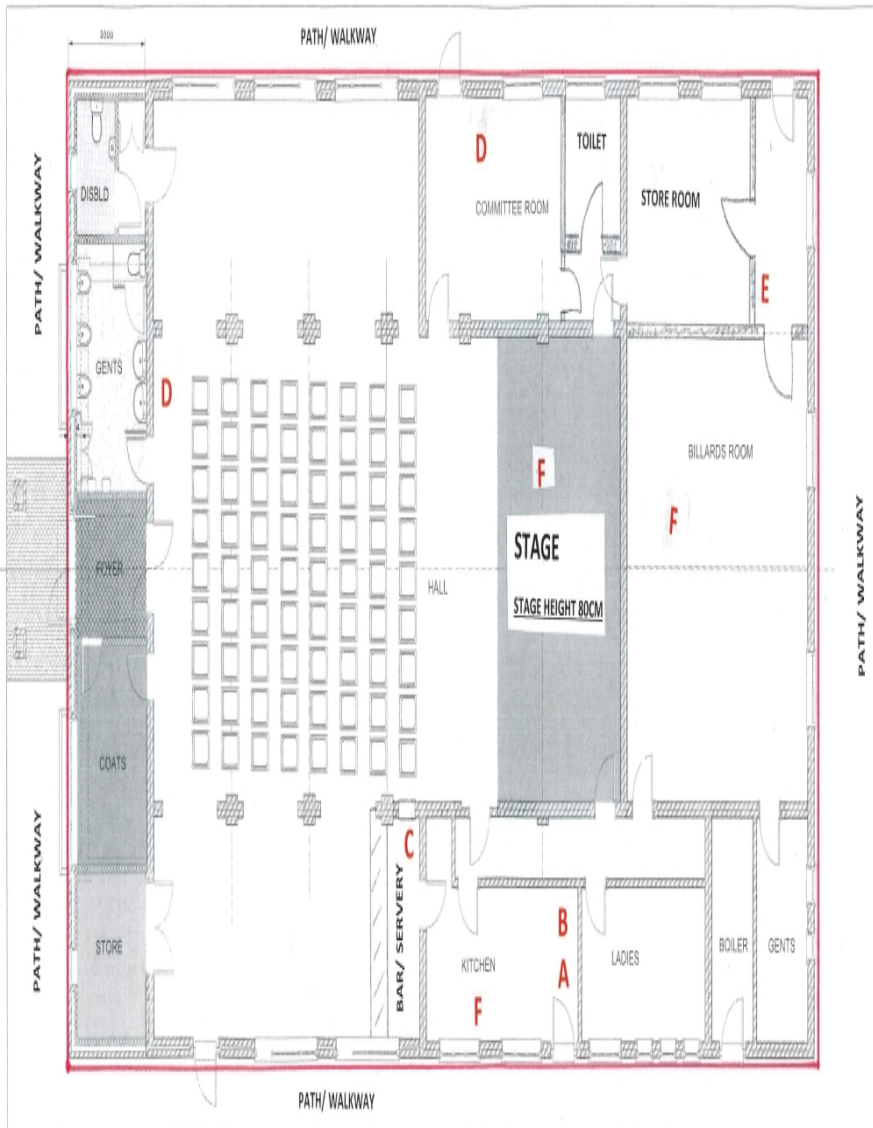 2000
PATH/ WALKWAY
PATH/ WALKWAY
DISBLD
D
COMMITTEE ROOM
TOILET
STORE ROOM
E
GENTS
D
F
BILLARDS ROOM
F
STAGE
STAGE HEIGHT 80CM
FOYER
HALL
PATH/ WALKWAY
COATS
PATH/ WALKWAY
C
BAR/ SERVERY
STORE
KITCHEN
F
B
A
LADIES
BOILER
GENTS
PATH/ WALKWAY